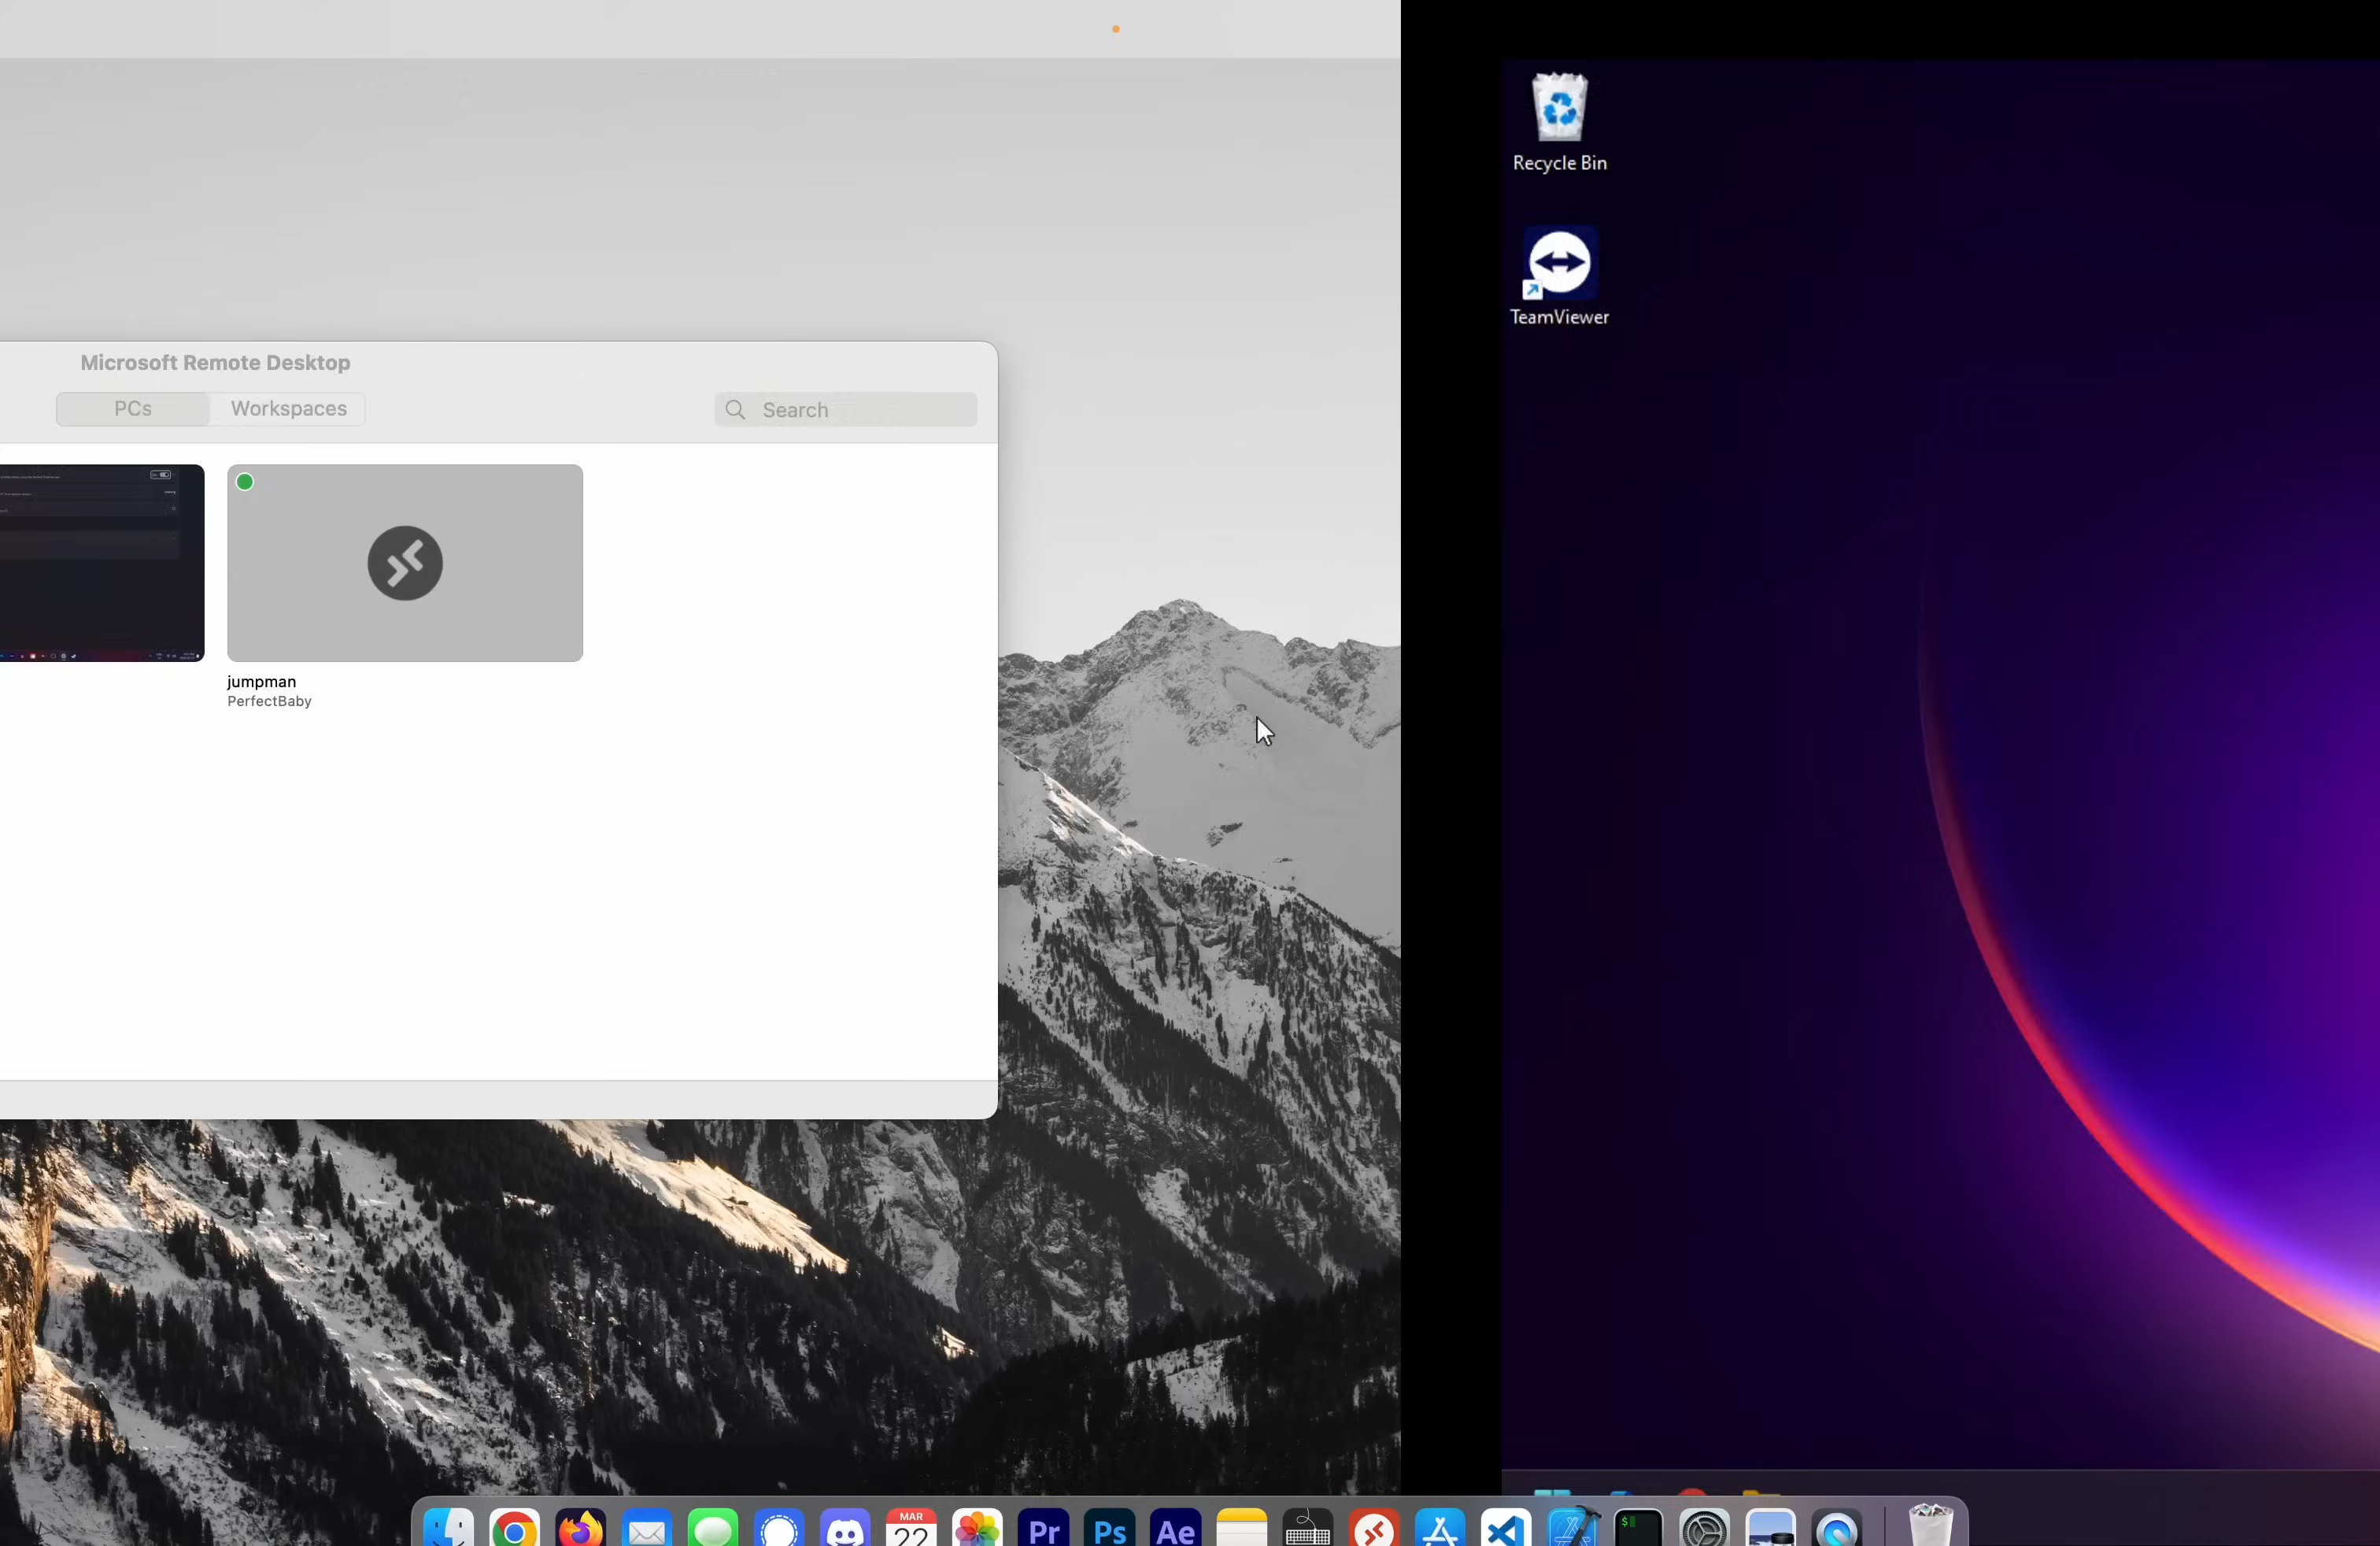 Microsoft Remote Desktop
PCs
Workspaces
Search
jumpman
PerfectBaby
Recycle Bin
TeamViewer
MAR
22
Pr
Ps
Ae
$